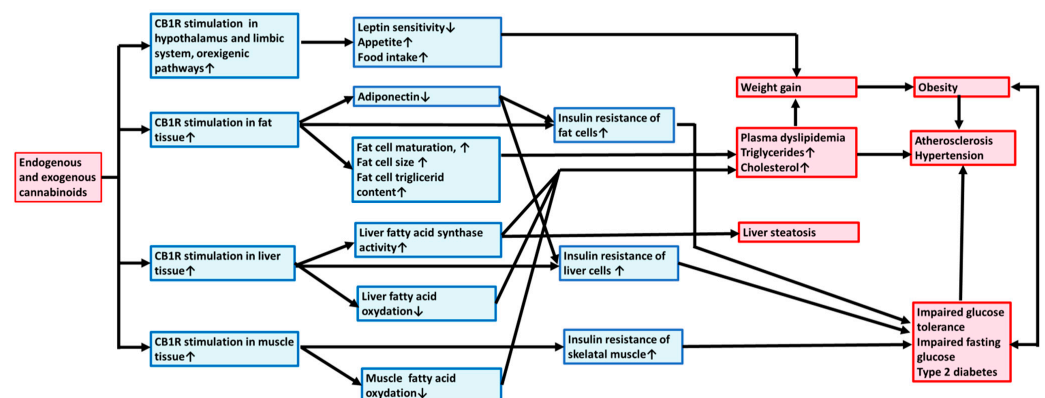 Endogenous
and exogenous
cannabinoids
CB1R stimulation in
hypothalamus and limbic
system, orexigenic
pathways↑
CB1R stimulation in fat
tissue↑
CB1R stimulation in liver
tissue↑
CB1R stimulation in muscle
tissue↑
Leptin sensitivity↓
Appetite↑
Food intake↑
Adiponectin↓
Fat cell maturation, ↑
Fat cell size ↑
Fat cell triglicerid
content↑
Liver fatty acid synthase
activity↑
Liver fatty acid
oxydation↓
Muscle fatty acid
oxydation↓
Insulin resistance of
fat cells↑
Insulin resistance of
liver cells ↑
Insulin resistance of
skelatal muscle↑
Weight gain
Plasma dyslipidemia
Triglycerides↑
Cholesterol↑
Liver steatosis
Obesity
Atherosclerosis
Hypertension
Impaired glucose
tolerance
Impaired fasting
glucose
Type 2 diabetes